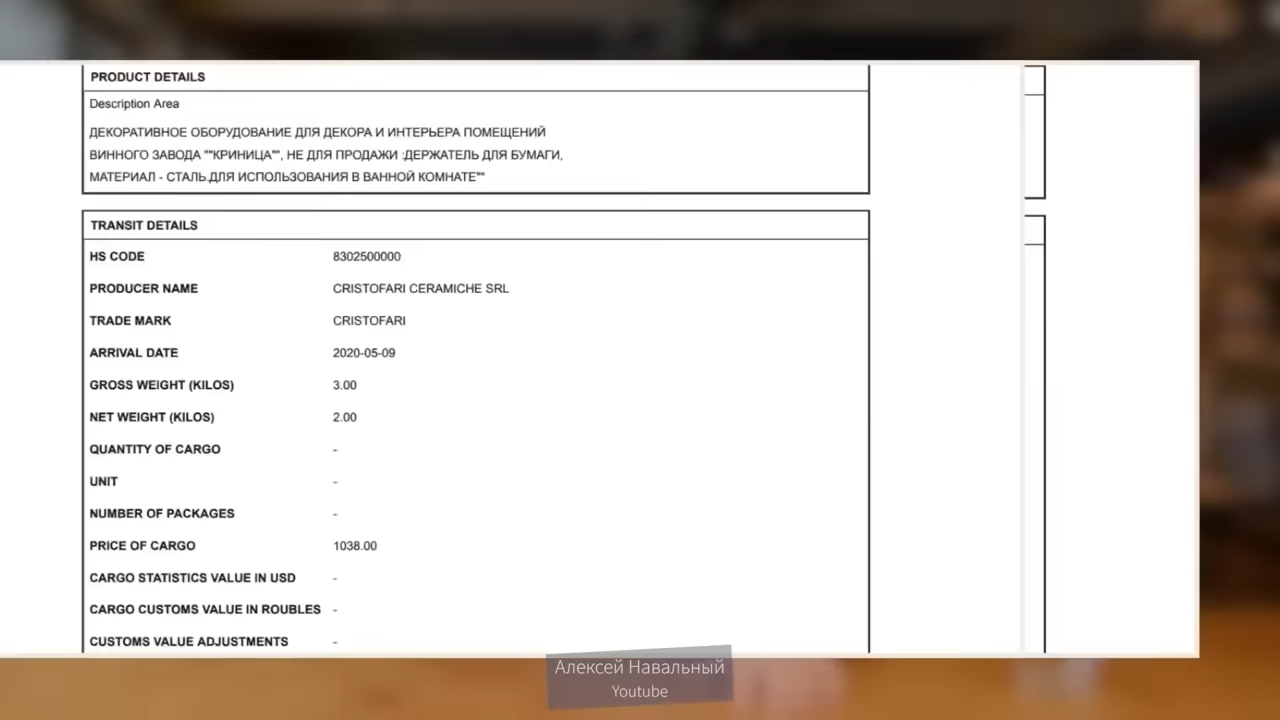 PRODUCT DETAILS
Description Area
ДЕКОРАТИВНОЕ ОБОРУДОВАНИЕ ДЛЯ ДЕКОРА И ИНТЕРЬЕРА ПОМЕЩЕНИЙ
ВИННОГО ЗАВОДА ""КРИНИЦА"", НЕ ДЛЯ ПРОДАЖИ :ДЕРЖАТЕЛЬ ДЛЯ БУМАГИ,
МАТЕРИАЛ - СТАЛЬ.ДЛЯ ИСПОЛЬЗОВАНИЯ В ВАННОЙ КОМНАТЕ""
TRANSIT DETAILS
HS CODE 8302500000
PRODUCER NAME CRISTOFARI CERAMICHE SRL
TRADE MARK CRISTOFARI
ARRIVAL DATE 2020-05-09
GROSS WEIGHT (KILOS) 3.00
NET WEIGHT (KILOS) 2.00
QUANTITY OF CARGO -
UNIT -
NUMBER OF PACKAGES -
PRICE OF CARGO 1038.00
CARGO STATISTICS VALUE IN USD -
CARGO CUSTOMS VALUE IN ROUBLES -
CUSTOMS VALUE ADJUSTMENTS -
Алексей Навальный
Youtube